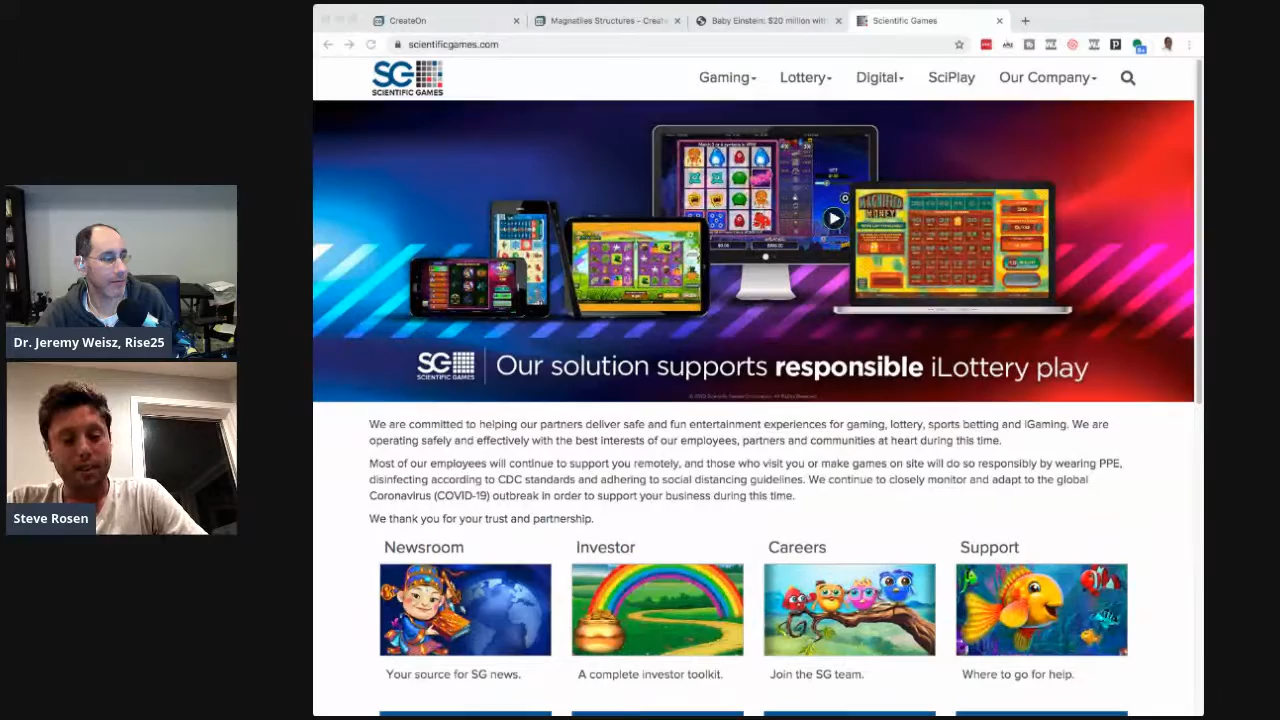 CreateOn
Magnatiles Structures – Create
Baby Einstein: $20 million with
Scientific Games
scientificgames.com
SG
SCIENTIFIC GAMES
Gaming
Lottery
Digital
SciPlay
Our Company
MAGNIFIED
MONEY
SG
SCIENTIFIC GAMES
Our solution supports responsible iLottery play
Dr. Jeremy Weisz, Rise25
Steve Rosen
We are committed to helping our partners deliver safe and fun entertainment experiences for gaming, lottery, sports betting and iGaming. We are
operating safely and effectively with the best interests of our employees, partners and communities at heart during this time.
Most of our employees will continue to support you remotely, and those who visit you or make games on site will do so responsibly by wearing PPE,
disinfecting according to CDC standards and adhering to social distancing guidelines. We continue to closely monitor and adapt to the global
Coronavirus (COVID-19) outbreak in order to support your business during this time.
We thank you for your trust and partnership.
Newsroom
Investor
Careers
Support
Your source for SG news.
A complete investor toolkit.
Join the SG team.
Where to go for help.